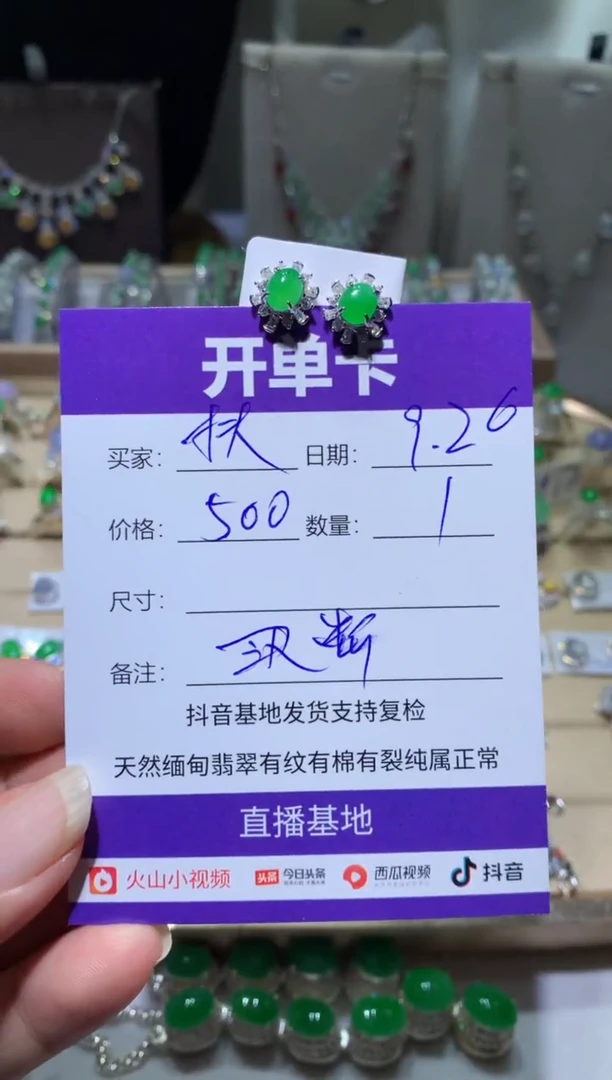 开单卡
买家： 扶 日期： 9.26
价格： 500 数量： 1
尺寸：
备注：
抖音基地发货支持复检
天然缅甸翡翠有纹有棉有裂纯属正常
直播基地
火山小视频 头条 今日头条 西瓜视频 抖音